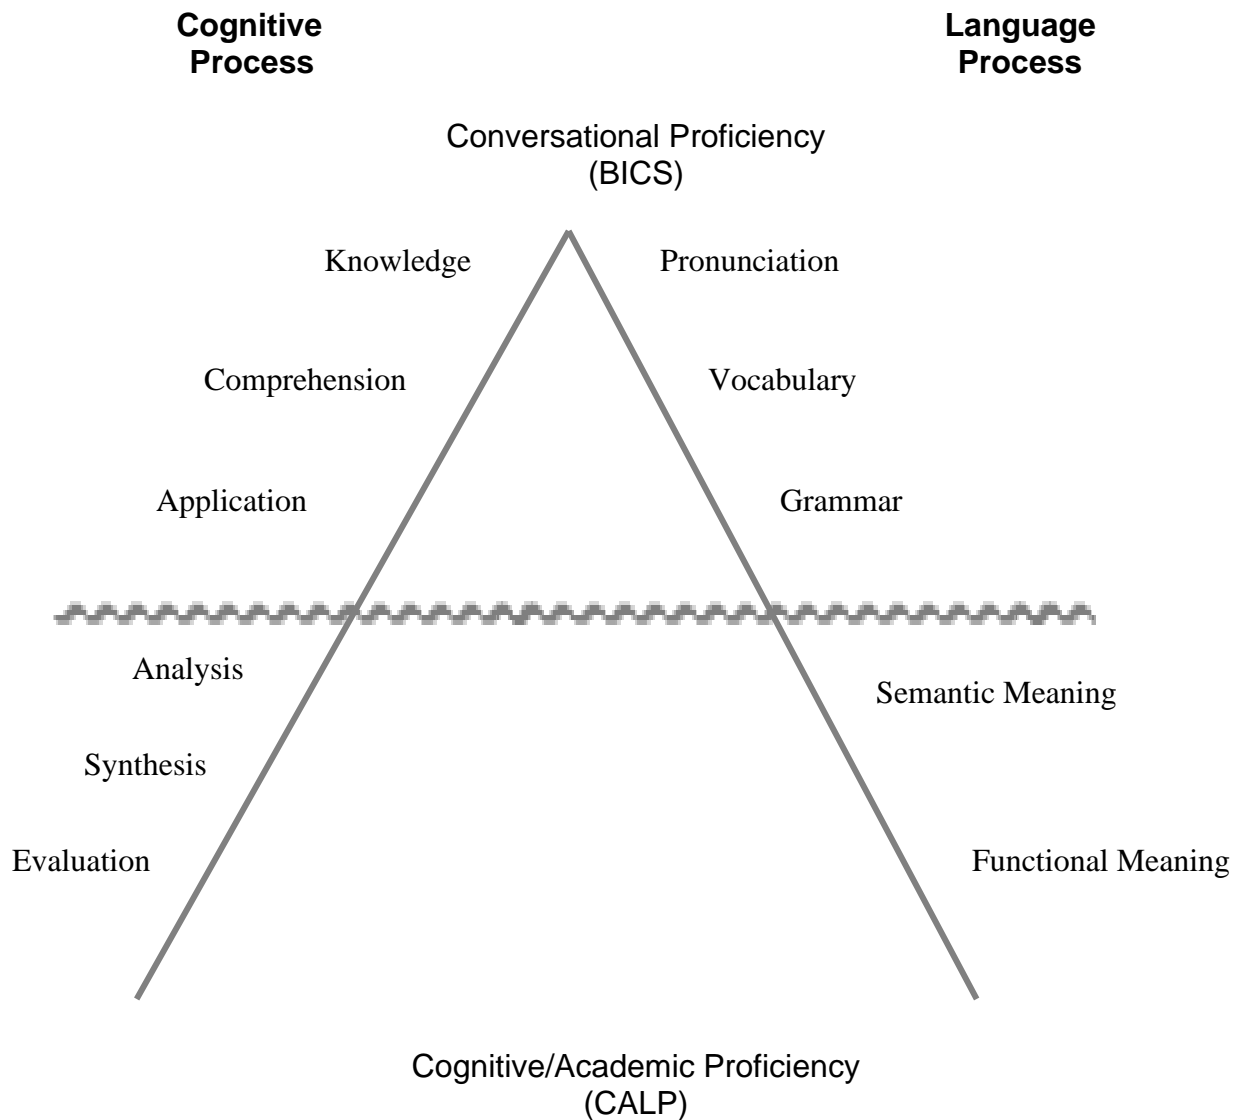 Cognitive
Process
Language
Process
Conversational Proficiency
(BICS)
Knowledge
Pronunciation
Comprehension
Vocabulary
Application
Grammar
Analysis
Semantic Meaning
Synthesis
Evaluation
Functional Meaning
Cognitive/Academic Proficiency
(CALP)